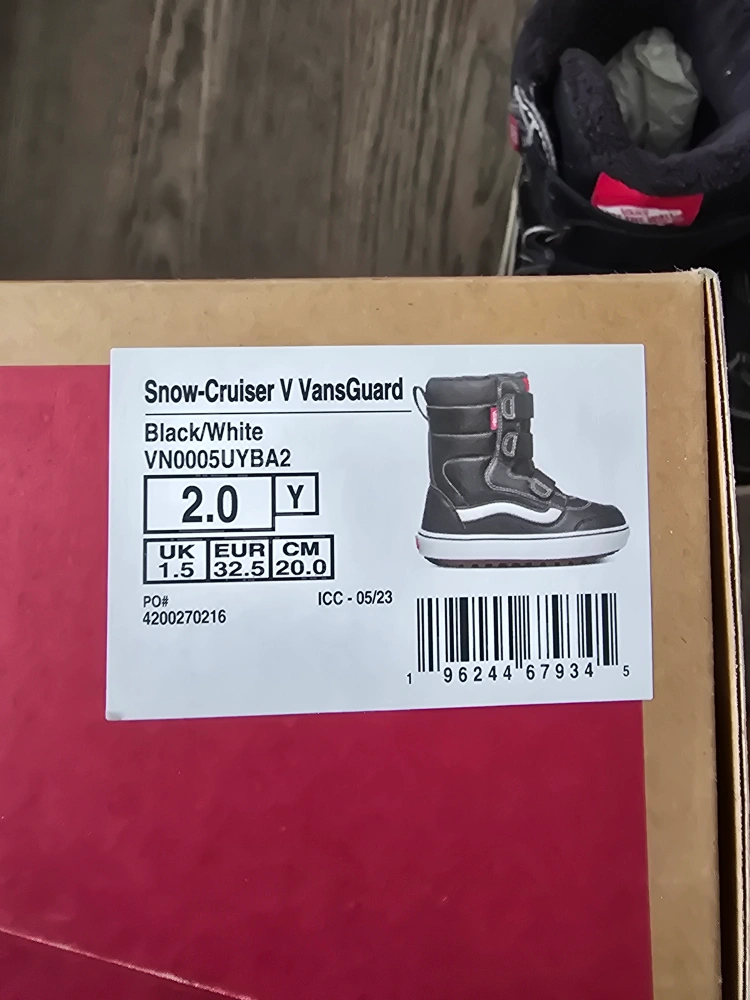 Snow-Cruiser V VansGuard
Black/White
VN0005UYBA2
2.0 Y
UK EUR CM
1.5 32.5 20.0
PO# ICC - 05/23
4200270216
1 96244 67934 5